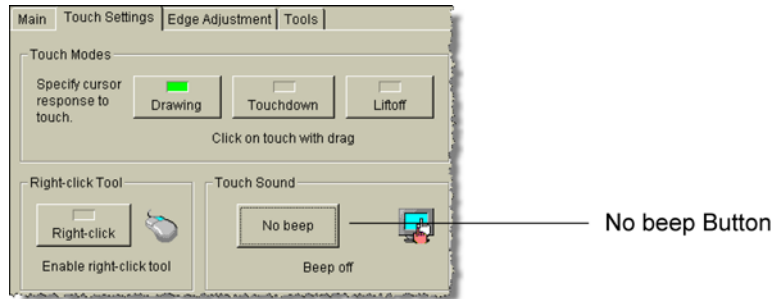 Main Touch Settings Edge Adjustment Tools
Touch Modes
Specify cursor
response to
touch.
Drawing Touchdown Liftoff
Click on touch with drag
Right-click Tool
Right-click
Enable right-click tool
Touch Sound
No beep
Beep off
No beep Button